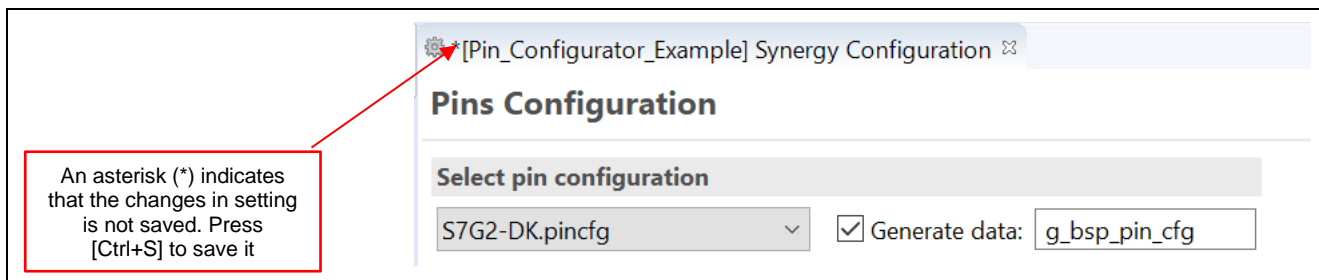 *[Pin_Configurator_Example] Synergy Configuration
Pins Configuration
An asterisk (*) indicates
that the changes in setting
is not saved. Press
[Ctrl+S] to save it
Select pin configuration
S7G2-DK.pincfg Generate data: g_bsp_pin_cfg